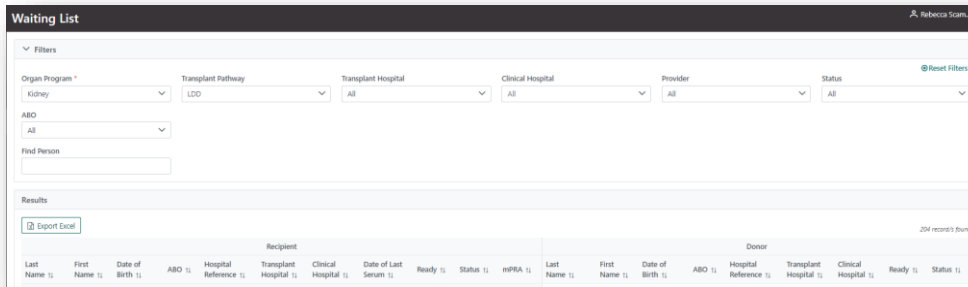 Waiting List
Rebecca Scam...
Filters
Reset Filters
Organ Program * Transplant Pathway Transplant Hospital Clinical Hospital Provider Status
Kidney LDD All All All All
ABO
All
Find Person
Results
Export Excel
204 record/s foun
Recipient Donor
Last Name First Name Date of Birth ABO Hospital Reference Transplant Hospital Clinical Hospital Date of Last Serum Ready Status mPRA Last Name First Name Date of Birth ABO Hospital Reference Transplant Hospital Clinical Hospital Ready Status